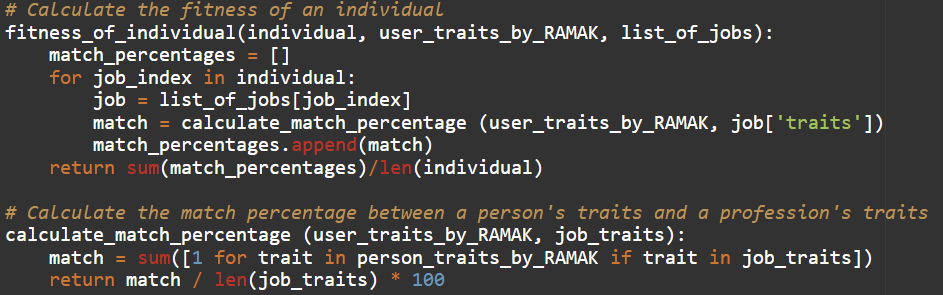 # Calculate the fitness of an individual
fitness_of_individual(individual, user_traits_by_RAMAK, list_of_jobs):
    match_percentages = []
    for job_index in individual:
        job = list_of_jobs[job_index]
        match = calculate_match_percentage (user_traits_by_RAMAK, job['traits'])
        match_percentages.append(match)
    return sum(match_percentages)/len(individual)
# Calculate the match percentage between a person's traits and a profession's traits
calculate_match_percentage (user_traits_by_RAMAK, job_traits):
    match = sum([1 for trait in person_traits_by_RAMAK if trait in job_traits])
    return match / len(job_traits) * 100